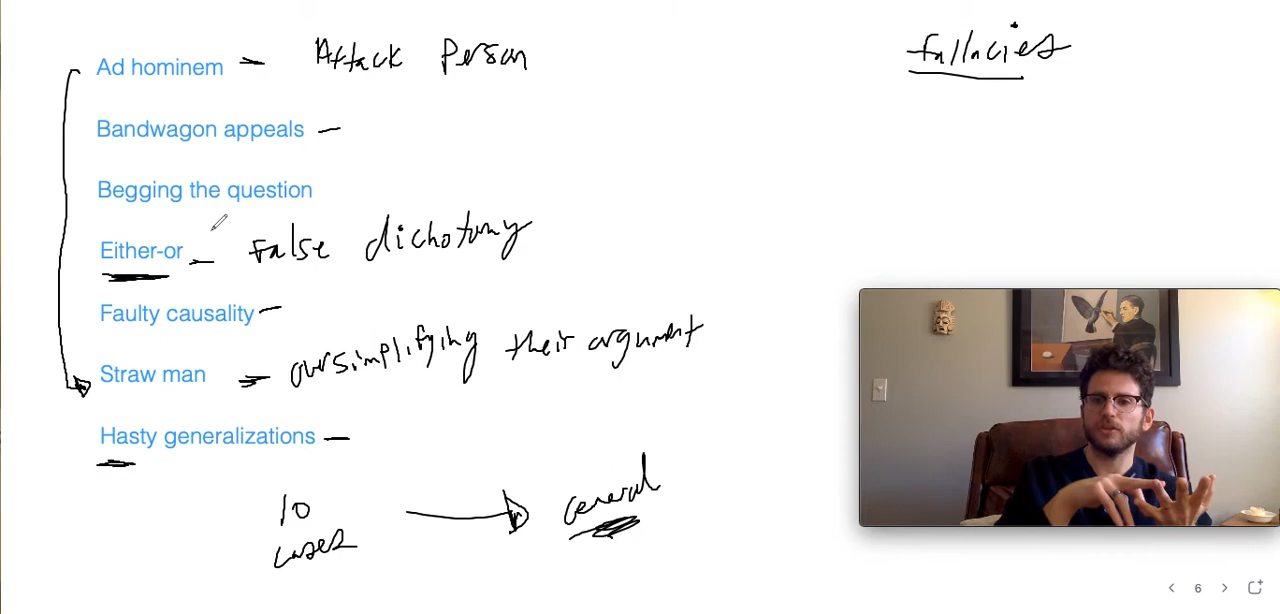 Ad hominem - Attack Person
fallacies
Bandwagon appeals -
Begging the question
Either-or - False dichotomy
Faulty causality -
Straw man - oversimplifying their argument
Hasty generalizations -
10 → General
cases
6